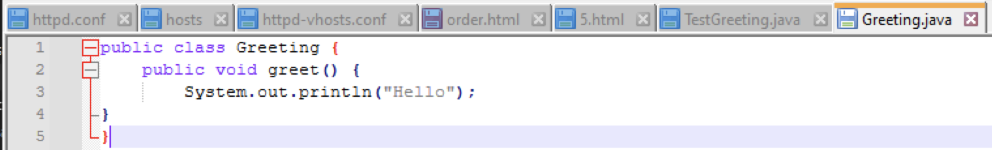 httpd.conf hosts httpd-vhosts.conf order.html 5.html TestGreeting.java Greeting.java
1 public class Greeting {
2 public void greet() {
3 System.out.println("Hello");
4 }
5 }